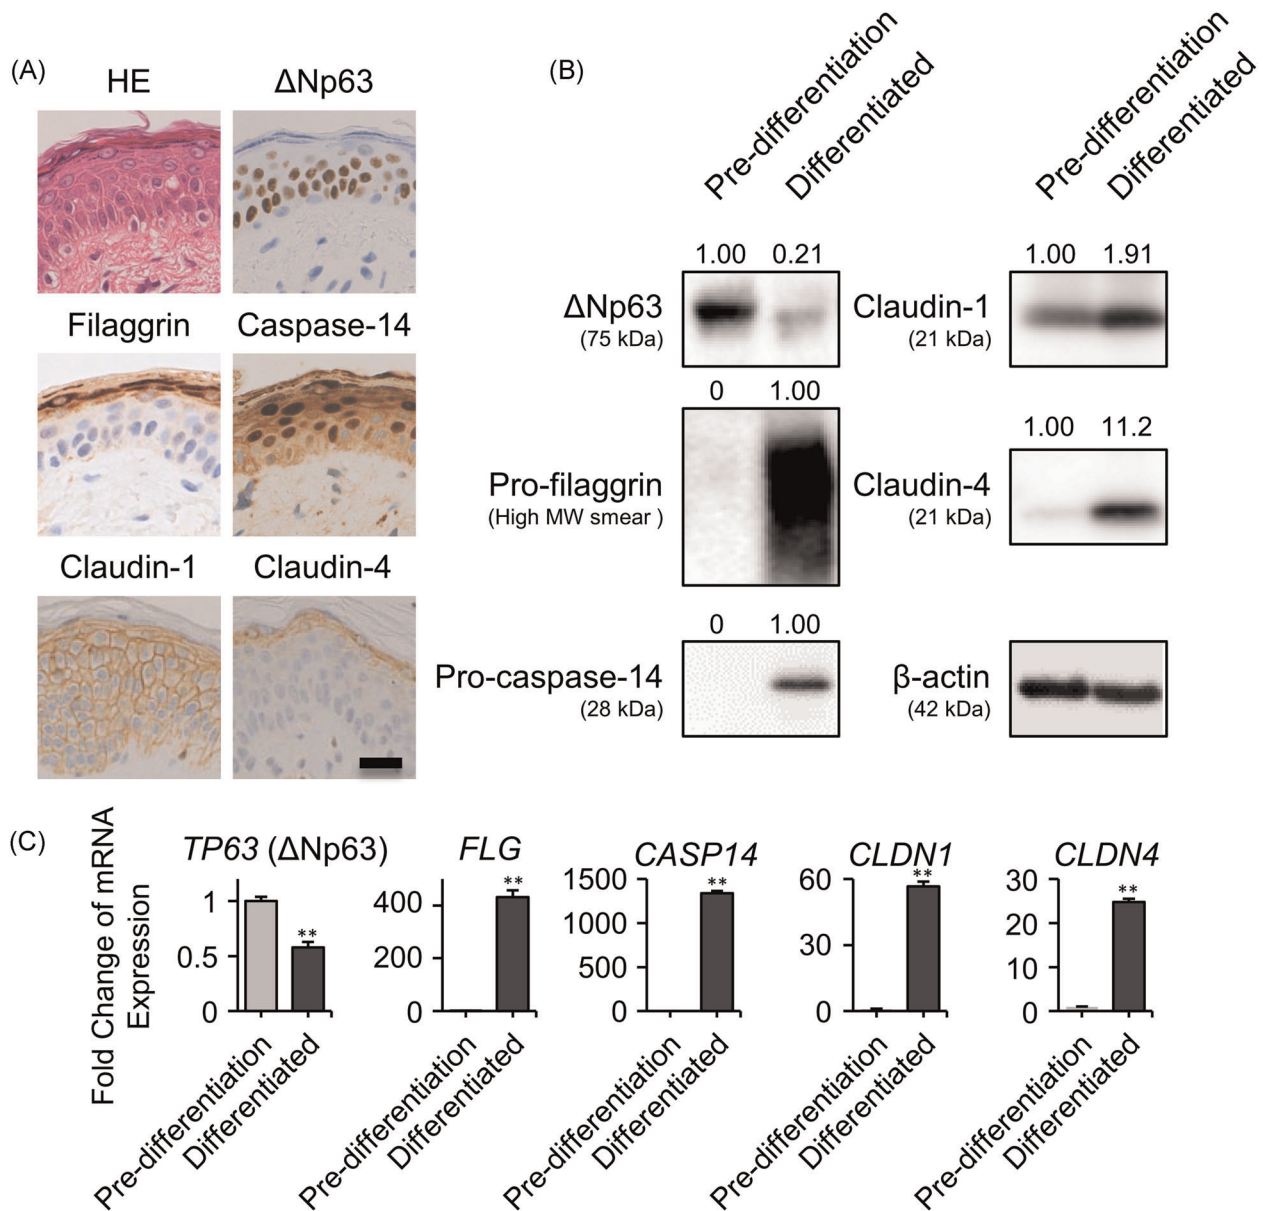 (A)
HE ΔNp63
Filaggrin Caspase-14
Claudin-1 Claudin-4
(B)
Pre-differentiation
Differentiated
Pre-differentiation
Differentiated
1.00 0.21
ΔNp63
(75 kDa)
0 1.00
Pro-filaggrin
(High MW smear )
0 1.00
Pro-caspase-14
(28 kDa)
1.00 1.91
Claudin-1
(21 kDa)
1.00 11.2
Claudin-4
(21 kDa)
β-actin
(42 kDa)
(C)
Fold Change of mRNA
Expression
TP63 (ΔNp63)
1
0.5
0
**
Pre-differentiation
Differentiated
FLG
400
200
0
**
Pre-differentiation
Differentiated
CASP14
1500
1000
500
0
**
Pre-differentiation
Differentiated
CLDN1
60
30
0
**
Pre-differentiation
Differentiated
CLDN4
30
20
10
0
**
Pre-differentiation
Differentiated